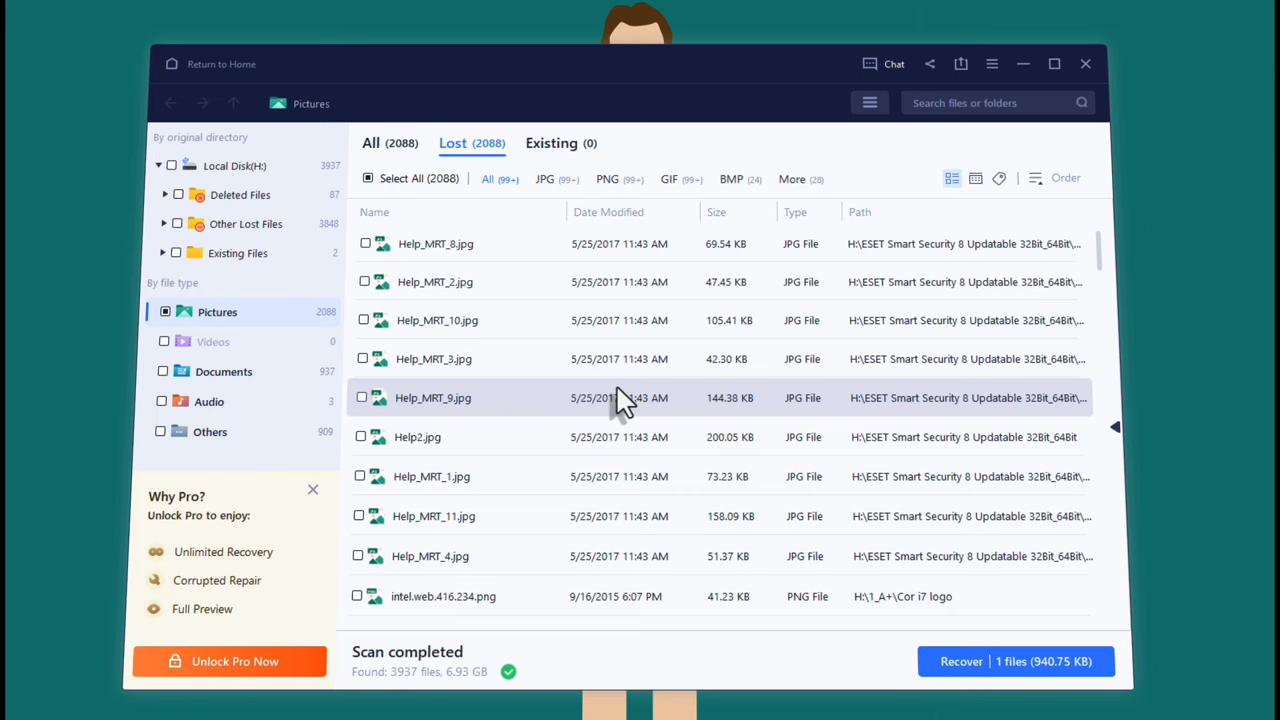 Return to Home
Chat
Pictures
Search files or folders
By original directory
Local Disk(H:) 3937
Deleted Files 87
Other Lost Files 3848
Existing Files 2
By file type
Pictures 2088
Videos 0
Documents 937
Audio 3
Others 909
Why Pro?
Unlock Pro to enjoy:
Unlimited Recovery
Corrupted Repair
Full Preview
Unlock Pro Now
All (2088) Lost (2088) Existing (0)
Select All (2088) All (99+) JPG (99+) PNG (99+) GIF (99+) BMP (24) More (28) Order
Name Date Modified Size Type Path
Help_MRT_8.jpg 5/25/2017 11:43 AM 69.54 KB JPG File H:\ESET Smart Security 8 Updatable 32Bit_64Bit\...
Help_MRT_2.jpg 5/25/2017 11:43 AM 47.45 KB JPG File H:\ESET Smart Security 8 Updatable 32Bit_64Bit\...
Help_MRT_10.jpg 5/25/2017 11:43 AM 105.41 KB JPG File H:\ESET Smart Security 8 Updatable 32Bit_64Bit\...
Help_MRT_3.jpg 5/25/2017 11:43 AM 42.30 KB JPG File H:\ESET Smart Security 8 Updatable 32Bit_64Bit\...
Help_MRT_9.jpg 5/25/2017 11:43 AM 144.38 KB JPG File H:\ESET Smart Security 8 Updatable 32Bit_64Bit\...
Help2.jpg 5/25/2017 11:43 AM 200.05 KB JPG File H:\ESET Smart Security 8 Updatable 32Bit_64Bit
Help_MRT_1.jpg 5/25/2017 11:43 AM 73.23 KB JPG File H:\ESET Smart Security 8 Updatable 32Bit_64Bit\...
Help_MRT_11.jpg 5/25/2017 11:43 AM 158.09 KB JPG File H:\ESET Smart Security 8 Updatable 32Bit_64Bit\...
Help_MRT_4.jpg 5/25/2017 11:43 AM 51.37 KB JPG File H:\ESET Smart Security 8 Updatable 32Bit_64Bit\...
intel.web.416.234.png 9/16/2015 6:07 PM 41.23 KB PNG File H:\1_A+\Cor i7 logo
Scan completed
Found: 3937 files, 6.93 GB
Recover | 1 files (940.75 KB)